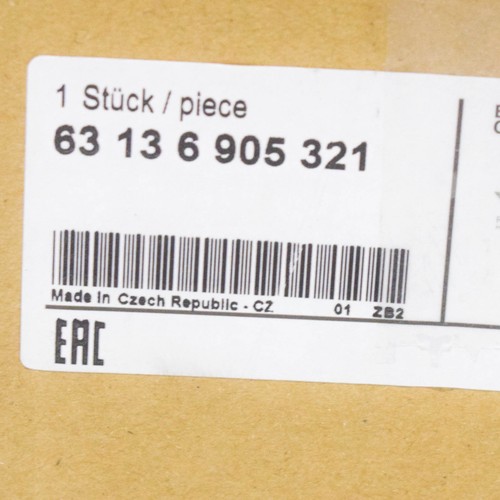 1 Stück / piece
63 13 6 905 321
Made in Czech Republic - CZ 01 ZB2
EAC